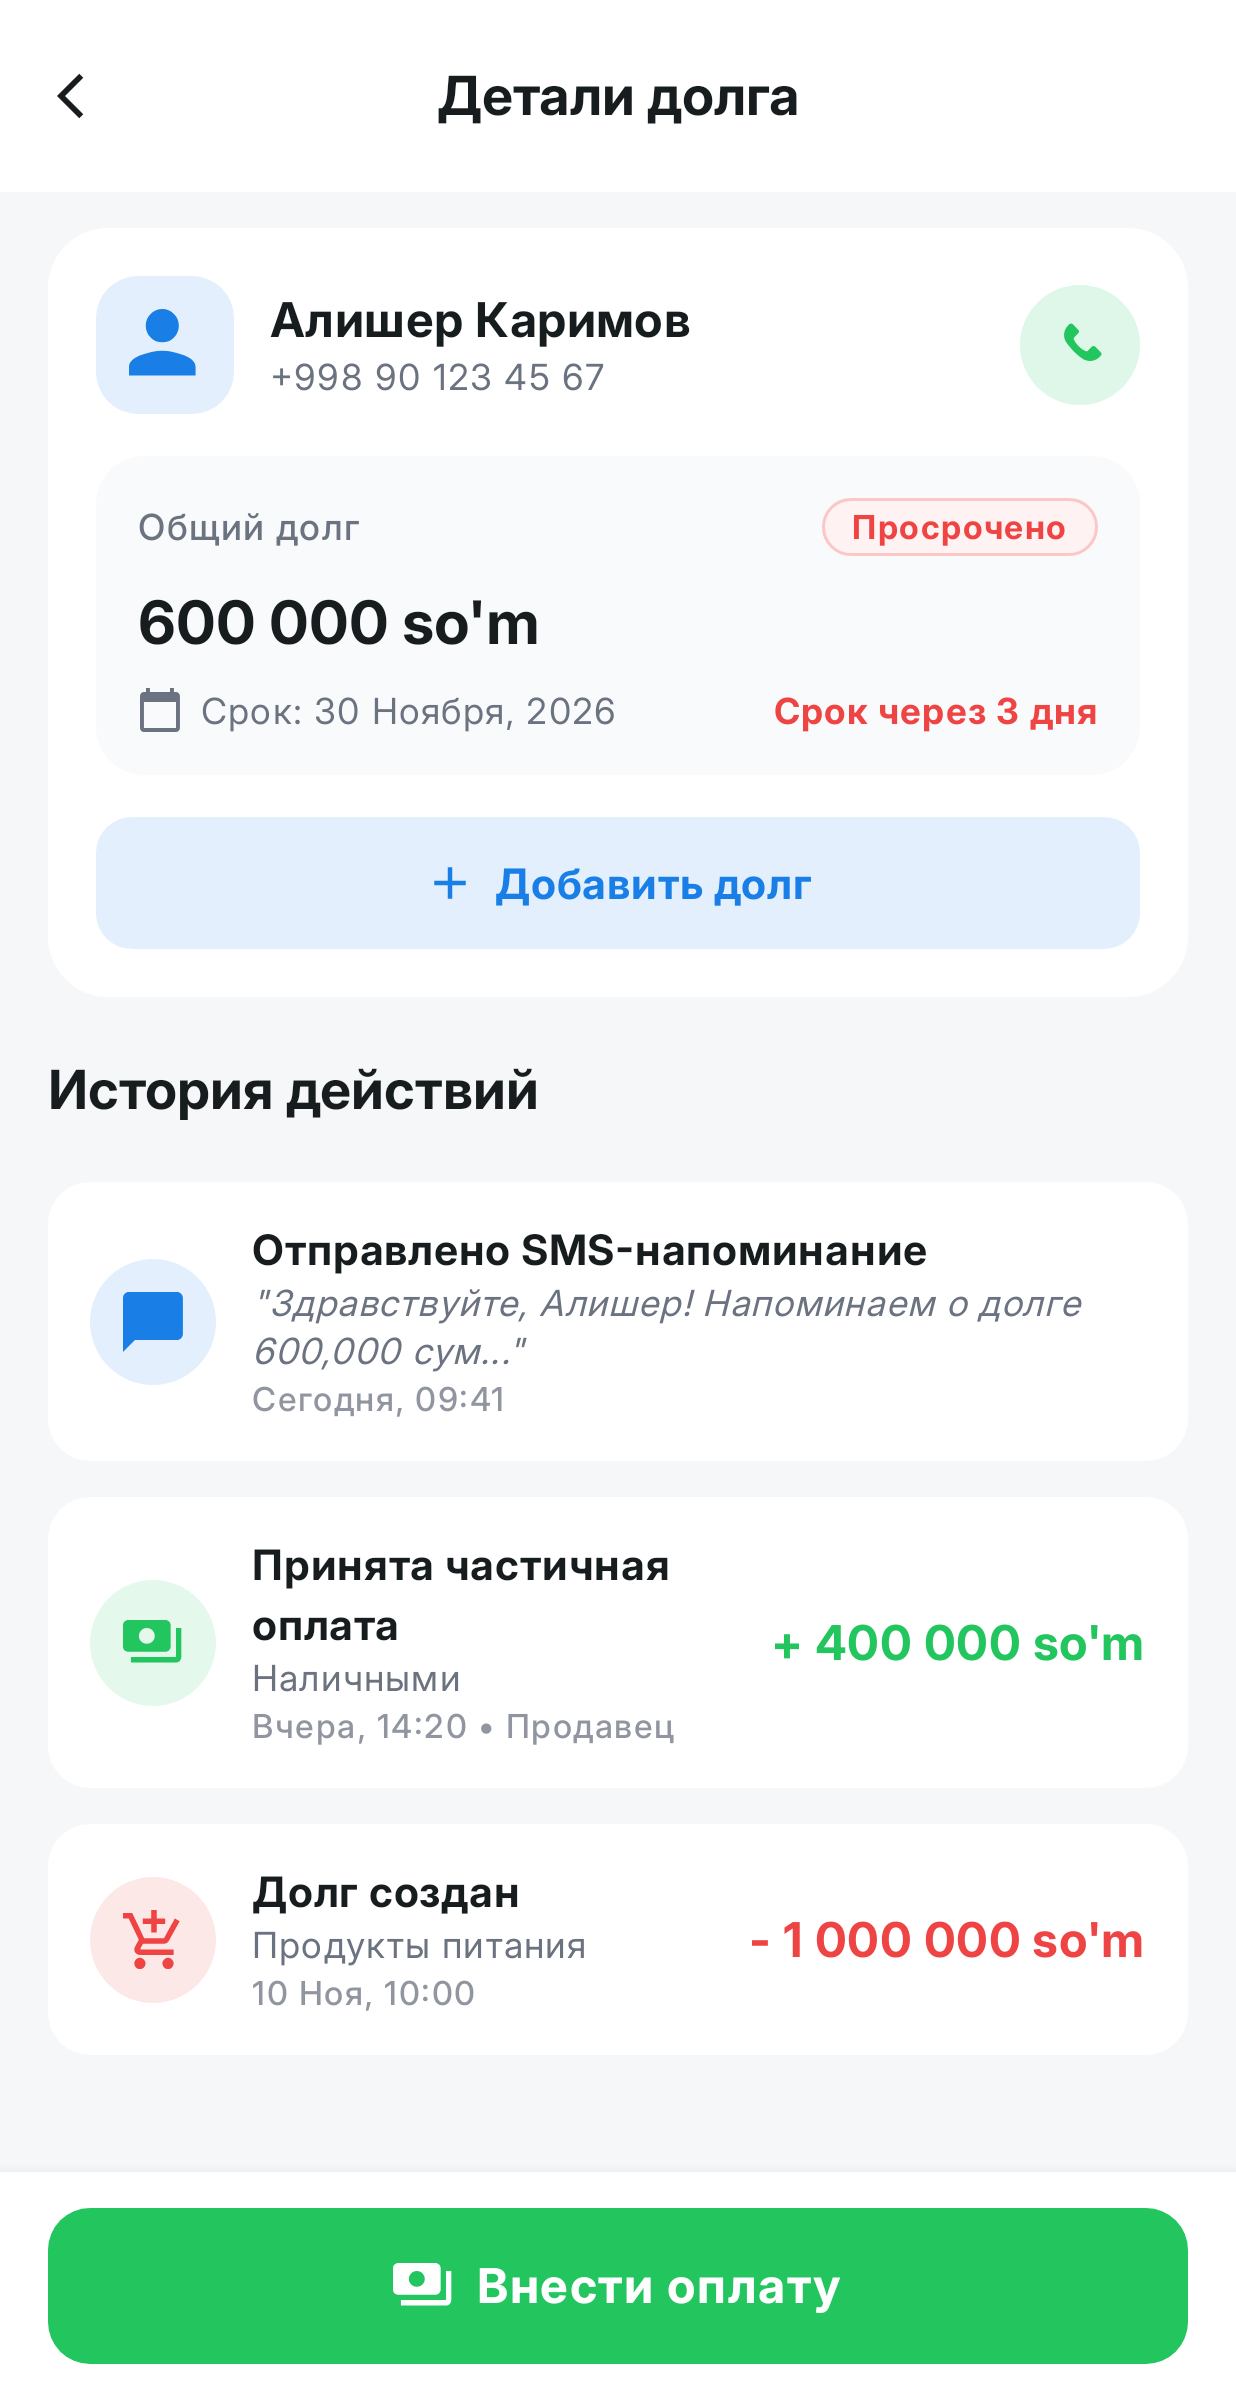 Детали долга
Алишер Каримов
+998 90 123 45 67
Общий долг
Просрочено
600 000 so'm
Срок: 30 Ноября, 2026
Срок через 3 дня
+ Добавить долг
История действий
Отправлено SMS-напоминание
"Здравствуйте, Алишер! Напоминаем о долге
600,000 сум..."
Сегодня, 09:41
Принята частичная
оплата
Наличными
Вчера, 14:20 • Продавец
+ 400 000 so'm
Долг создан
Продукты питания
10 Ноя, 10:00
- 1 000 000 so'm
Внести оплату